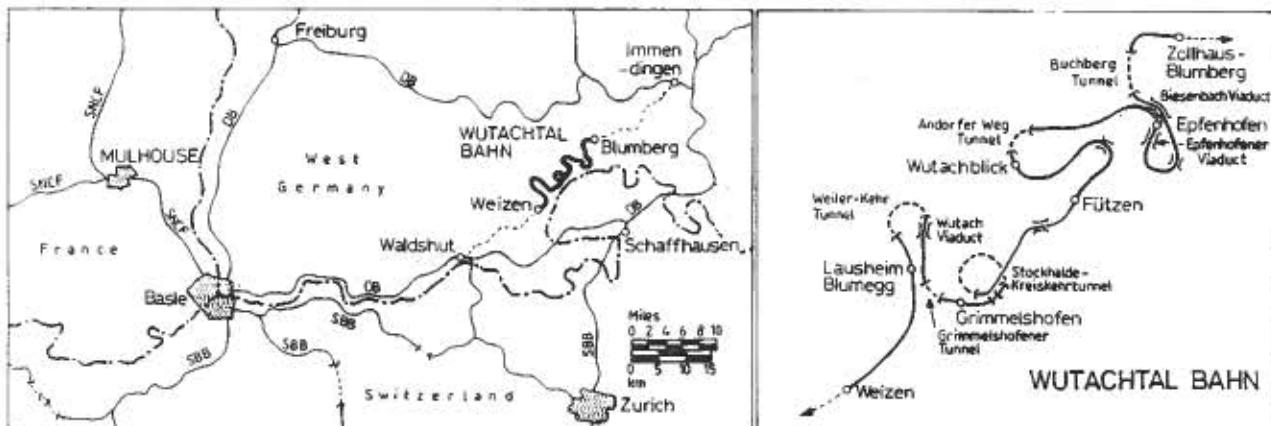 Freiburg
Immen
-dingen
DB
SNCF
DB
WUTACHTAL
BAHN
Blumberg
MULHOUSE
West
Germany
SNCF
SNCF
Weizen
DB
France
Waldshut
Schaffhausen
Basle
DB
SBB
Miles
0 2 4 6 8 10
SBB
SBB
SBB
0 5 10 15
km
Switzerland
Zurich
Buchberg
Tunnel
Zollhaus-
Blumberg
Biesenbach Viaduct
Andorfer Weg
Tunnel
Epfenhofen
Epfenhofener
Viaduct
Wutachblick
Weiler-Kehr
Tunnel
Fützen
Wutach
Viaduct
Lausheim
Blumegg
Stockhalde-
Kreiskehrtunnel
Grimmelshofen
Grimmelshofener
Tunnel
Weizen
WUTACHTAL BAHN